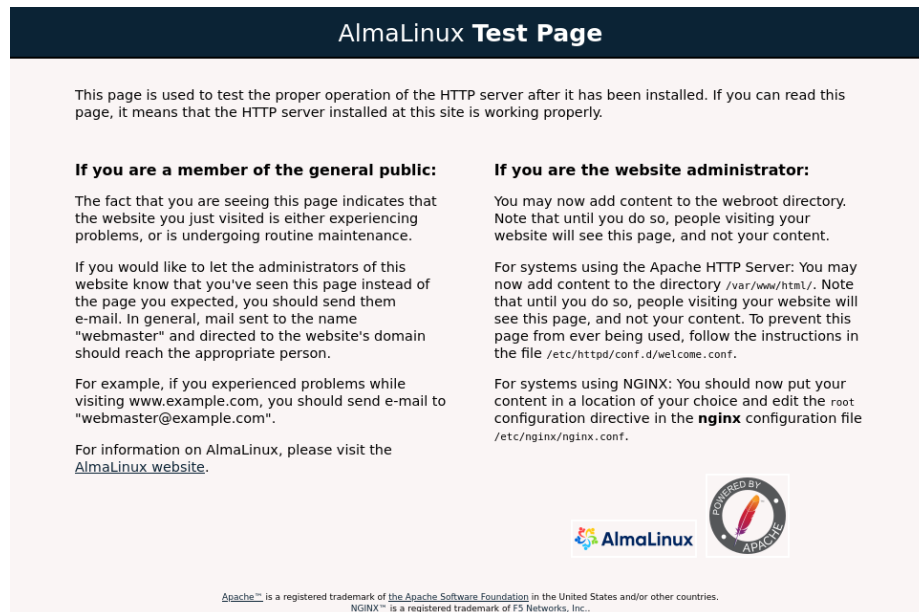 AlmaLinux Test Page
This page is used to test the proper operation of the HTTP server after it has been installed. If you can read this
page, it means that the HTTP server installed at this site is working properly.
If you are a member of the general public:
The fact that you are seeing this page indicates that
the website you just visited is either experiencing
problems, or is undergoing routine maintenance.
If you would like to let the administrators of this
website know that you've seen this page instead of
the page you expected, you should send them
e-mail. In general, mail sent to the name
"webmaster" and directed to the website's domain
should reach the appropriate person.
For example, if you experienced problems while
visiting www.example.com, you should send e-mail to
"webmaster@example.com".
For information on AlmaLinux, please visit the
AlmaLinux website.
If you are the website administrator:
You may now add content to the webroot directory.
Note that until you do so, people visiting your
website will see this page, and not your content.
For systems using the Apache HTTP Server: You may
now add content to the directory /var/www/html/. Note
that until you do so, people visiting your website will
see this page, and not your content. To prevent this
page from ever being used, follow the instructions in
the file /etc/httpd/conf.d/welcome.conf.
For systems using NGINX: You should now put your
content in a location of your choice and edit the root
configuration directive in the nginx configuration file
/etc/nginx/nginx.conf.
AlmaLinux
POWERED BY
APACHE
Apache™ is a registered trademark of the Apache Software Foundation in the United States and/or other countries.
NGINX™ is a registered trademark of F5 Networks, Inc..